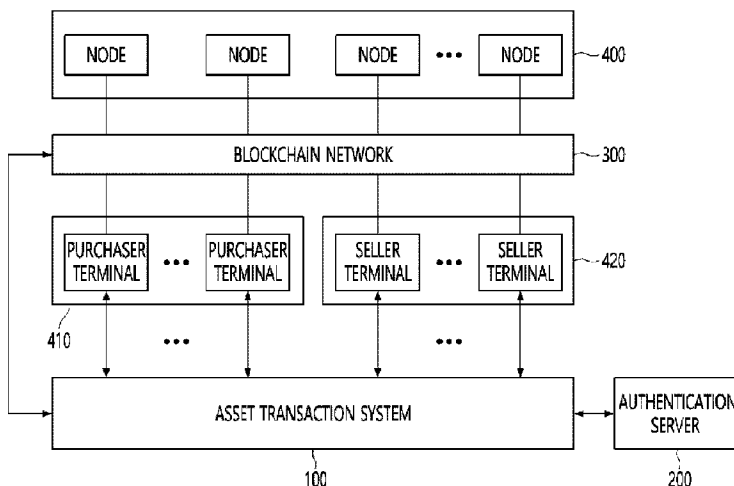 NODE NODE NODE ••• NODE
400
BLOCKCHAIN NETWORK
300
PURCHASER TERMINAL
•••
PURCHASER TERMINAL
SELLER TERMINAL
•••
SELLER TERMINAL
420
410
•••
•••
ASSET TRANSACTION SYSTEM
AUTHENTICATION SERVER
100
200